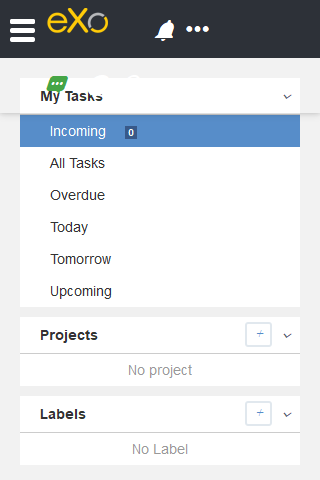 eXo
My Tasks
Incoming 0
All Tasks
Overdue
Today
Tomorrow
Upcoming
Projects +
No project
Labels +
No Label